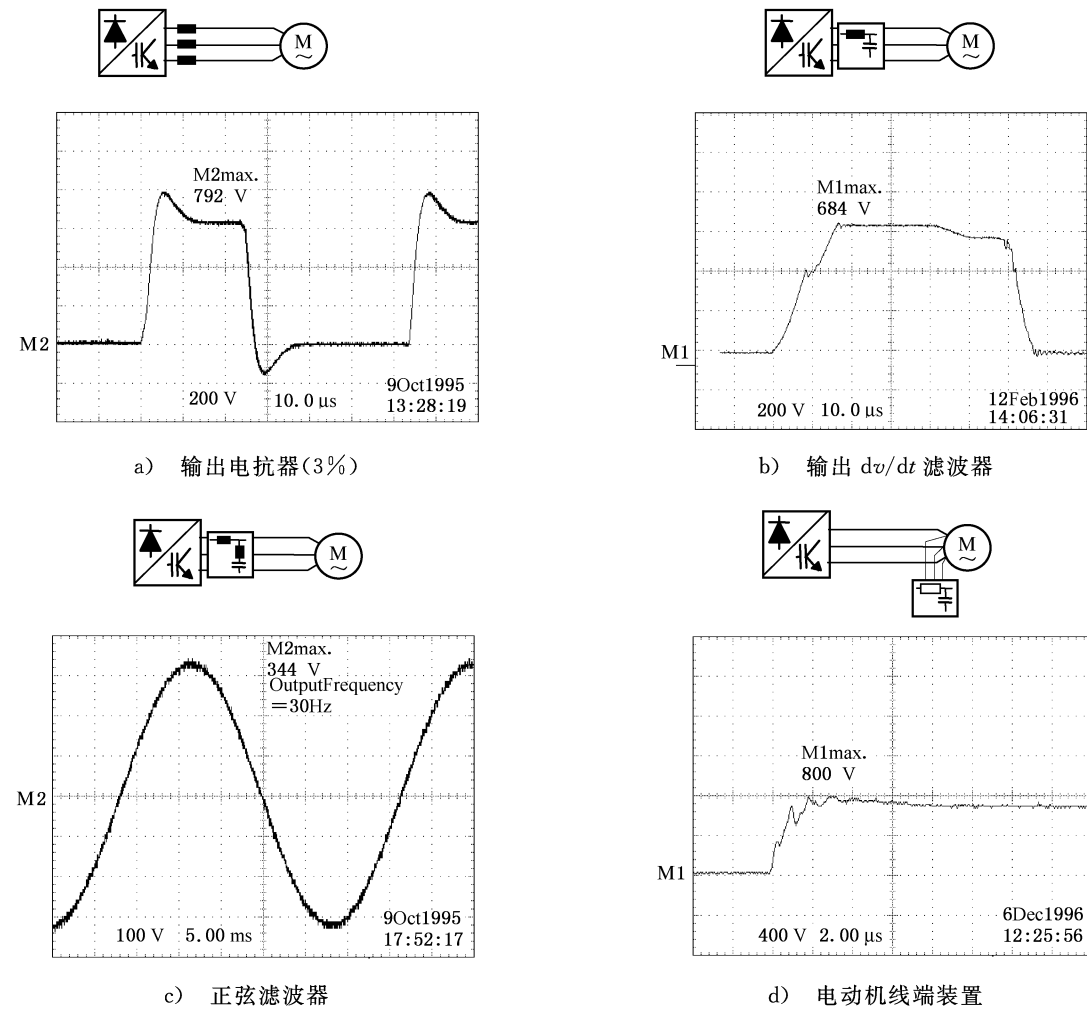 M
～
M2max.
792 V
M2
200 V 10.0 μs
9Oct1995
13:28:19
a) 输出电抗器(3%)
M
～
M1max.
684 V
M1
200 V 10.0 μs
12Feb1996
14:06:31
b) 输出 dv/dt 滤波器
M
～
M2max.
344 V
OutputFrequency
=30Hz
M2
100 V 5.00 ms
9Oct1995
17:52:17
c) 正弦滤波器
M
～
M1max.
800 V
M1
400 V 2.00 μs
6Dec1996
12:25:56
d) 电动机线端装置